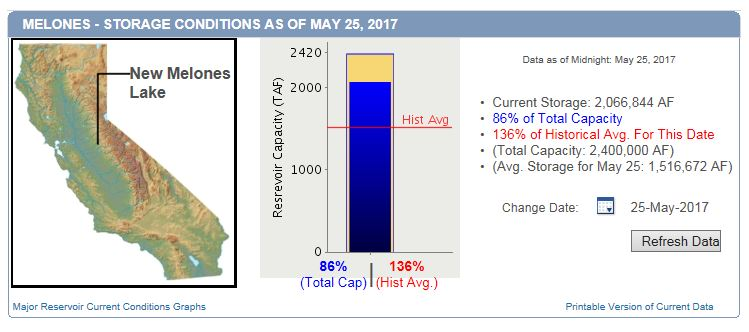 MELONES - STORAGE CONDITIONS AS OF MAY 25, 2017
New Melones
Lake
2420
2000
1000
0
Resrevoir Capacity (TAF)
Hist Avg
86%
(Total Cap)
136%
(Hist Avg.)
Data as of Midnight: May 25, 2017
Current Storage: 2,066,844 AF
86% of Total Capacity
136% of Historical Avg. For This Date
(Total Capacity: 2,400,000 AF)
(Avg. Storage for May 25: 1,516,672 AF)
Change Date: 25-May-2017
Refresh Data
Major Reservoir Current Conditions Graphs
Printable Version of Current Data